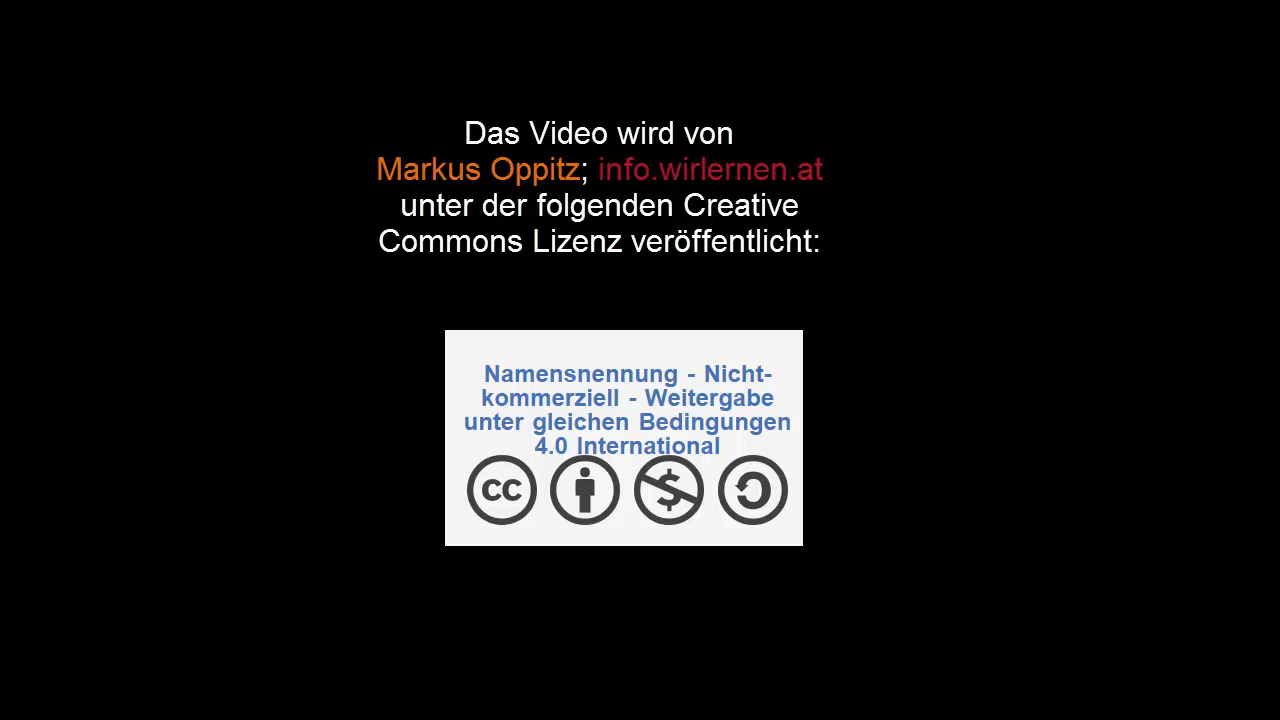 Das Video wird von
Markus Oppitz; info.wirlernen.at
unter der folgenden Creative
Commons Lizenz veröffentlicht:
Namensnennung - Nicht-
kommerziell - Weitergabe
unter gleichen Bedingungen
4.0 International
cc
$